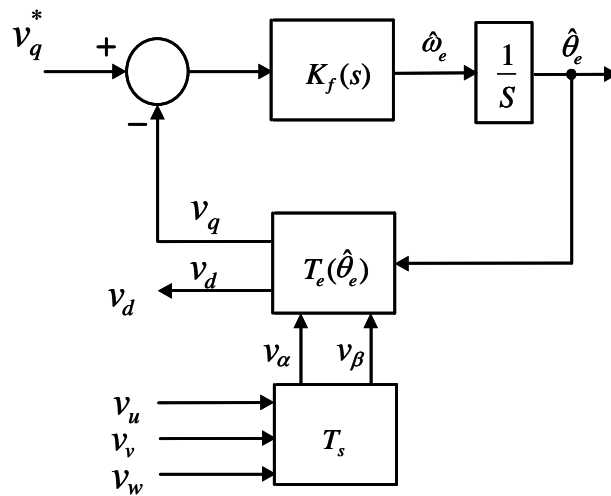 v_q^*
+
−
K_f(s)
ω̂_e
1/S
θ̂_e
v_q
v_d
v_d
T_e(θ̂_e)
v_α
v_β
v_u
v_v
v_w
T_s